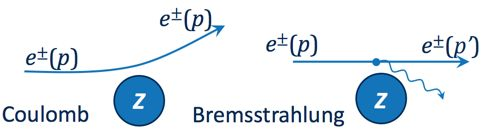 e±(p)
e±(p)
Z
Coulomb
e±(p)
e±(p′)
Z
Bremsstrahlung